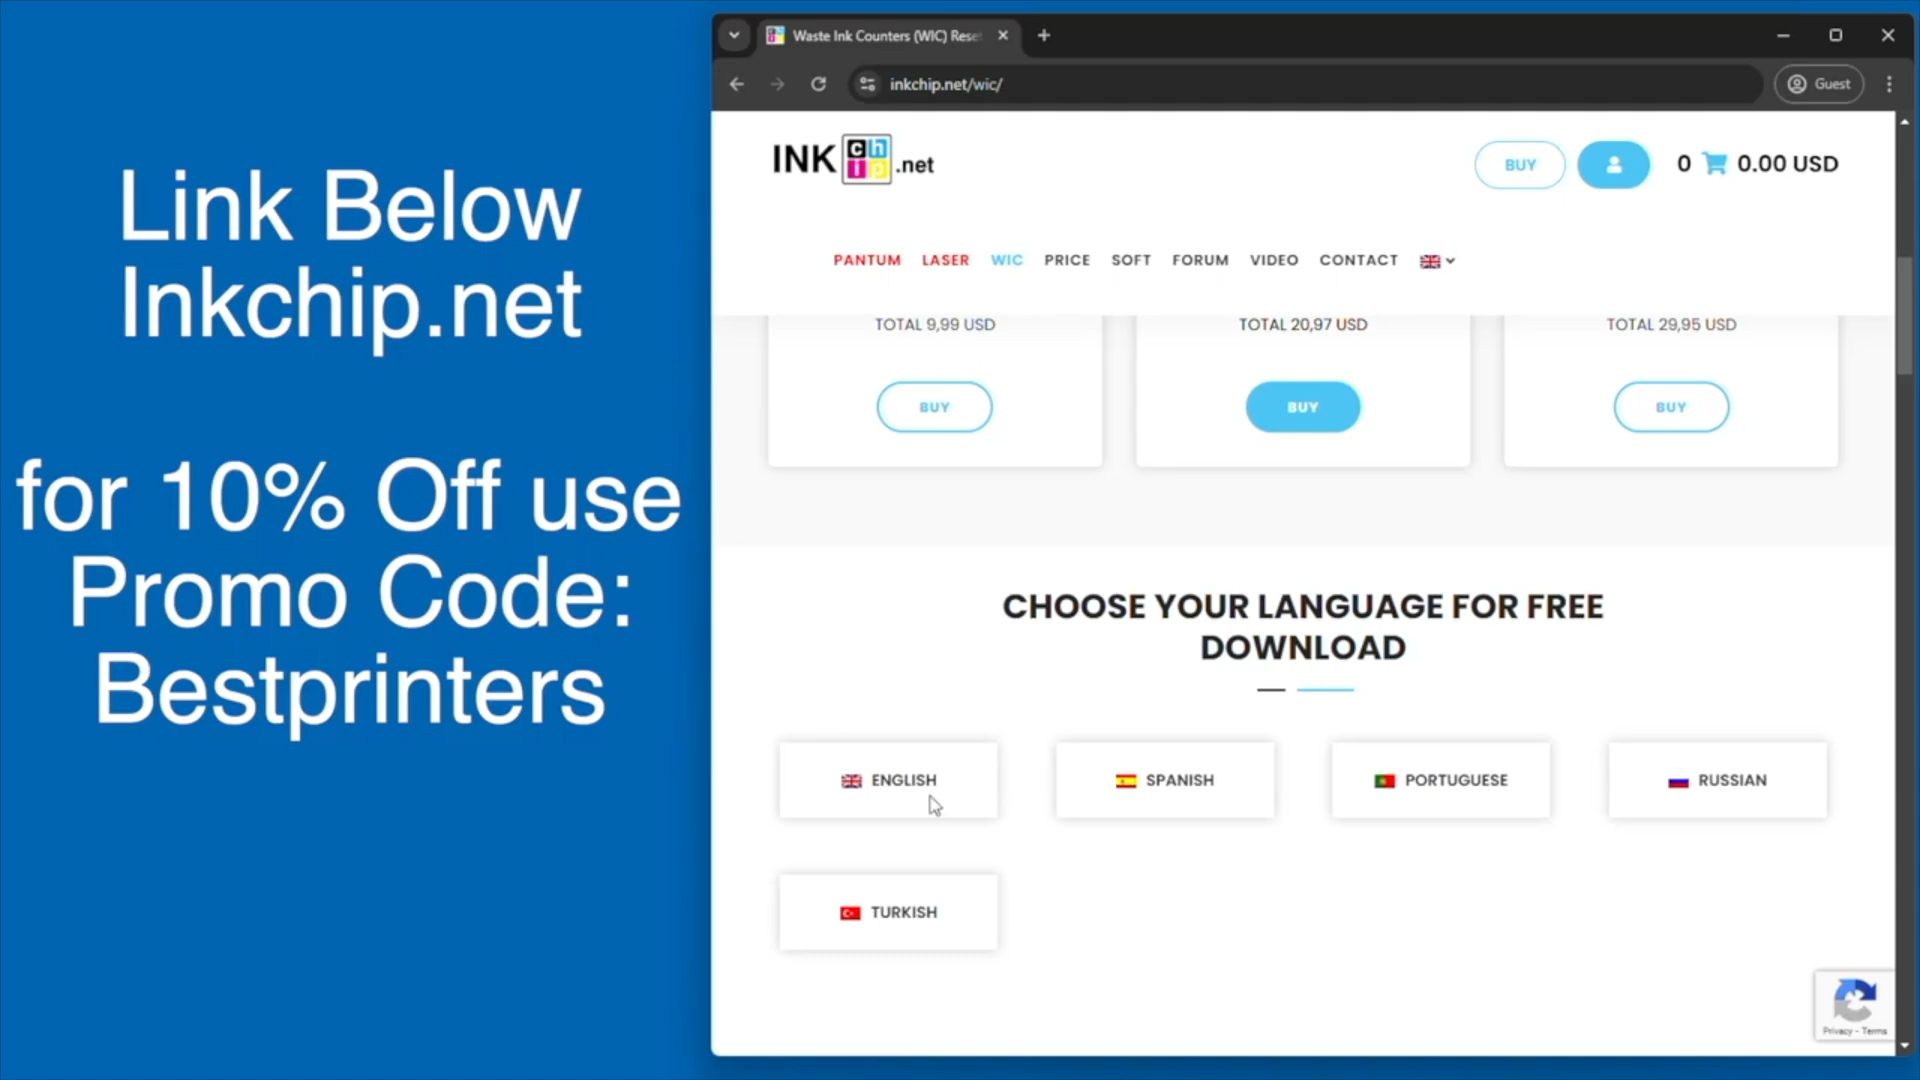 Link Below
Inkchip.net
for 10% Off use
Promo Code:
Bestprinters
Waste Ink Counters (WIC) Rese
inkchip.net/wic/
Guest
INK chip .net
BUY
0 0.00 USD
PANTUM LASER WIC PRICE SOFT FORUM VIDEO CONTACT
TOTAL 9,99 USD TOTAL 20,97 USD TOTAL 29,95 USD
BUY BUY BUY
CHOOSE YOUR LANGUAGE FOR FREE
DOWNLOAD
ENGLISH SPANISH PORTUGUESE RUSSIAN
TURKISH
Privacy - Terms